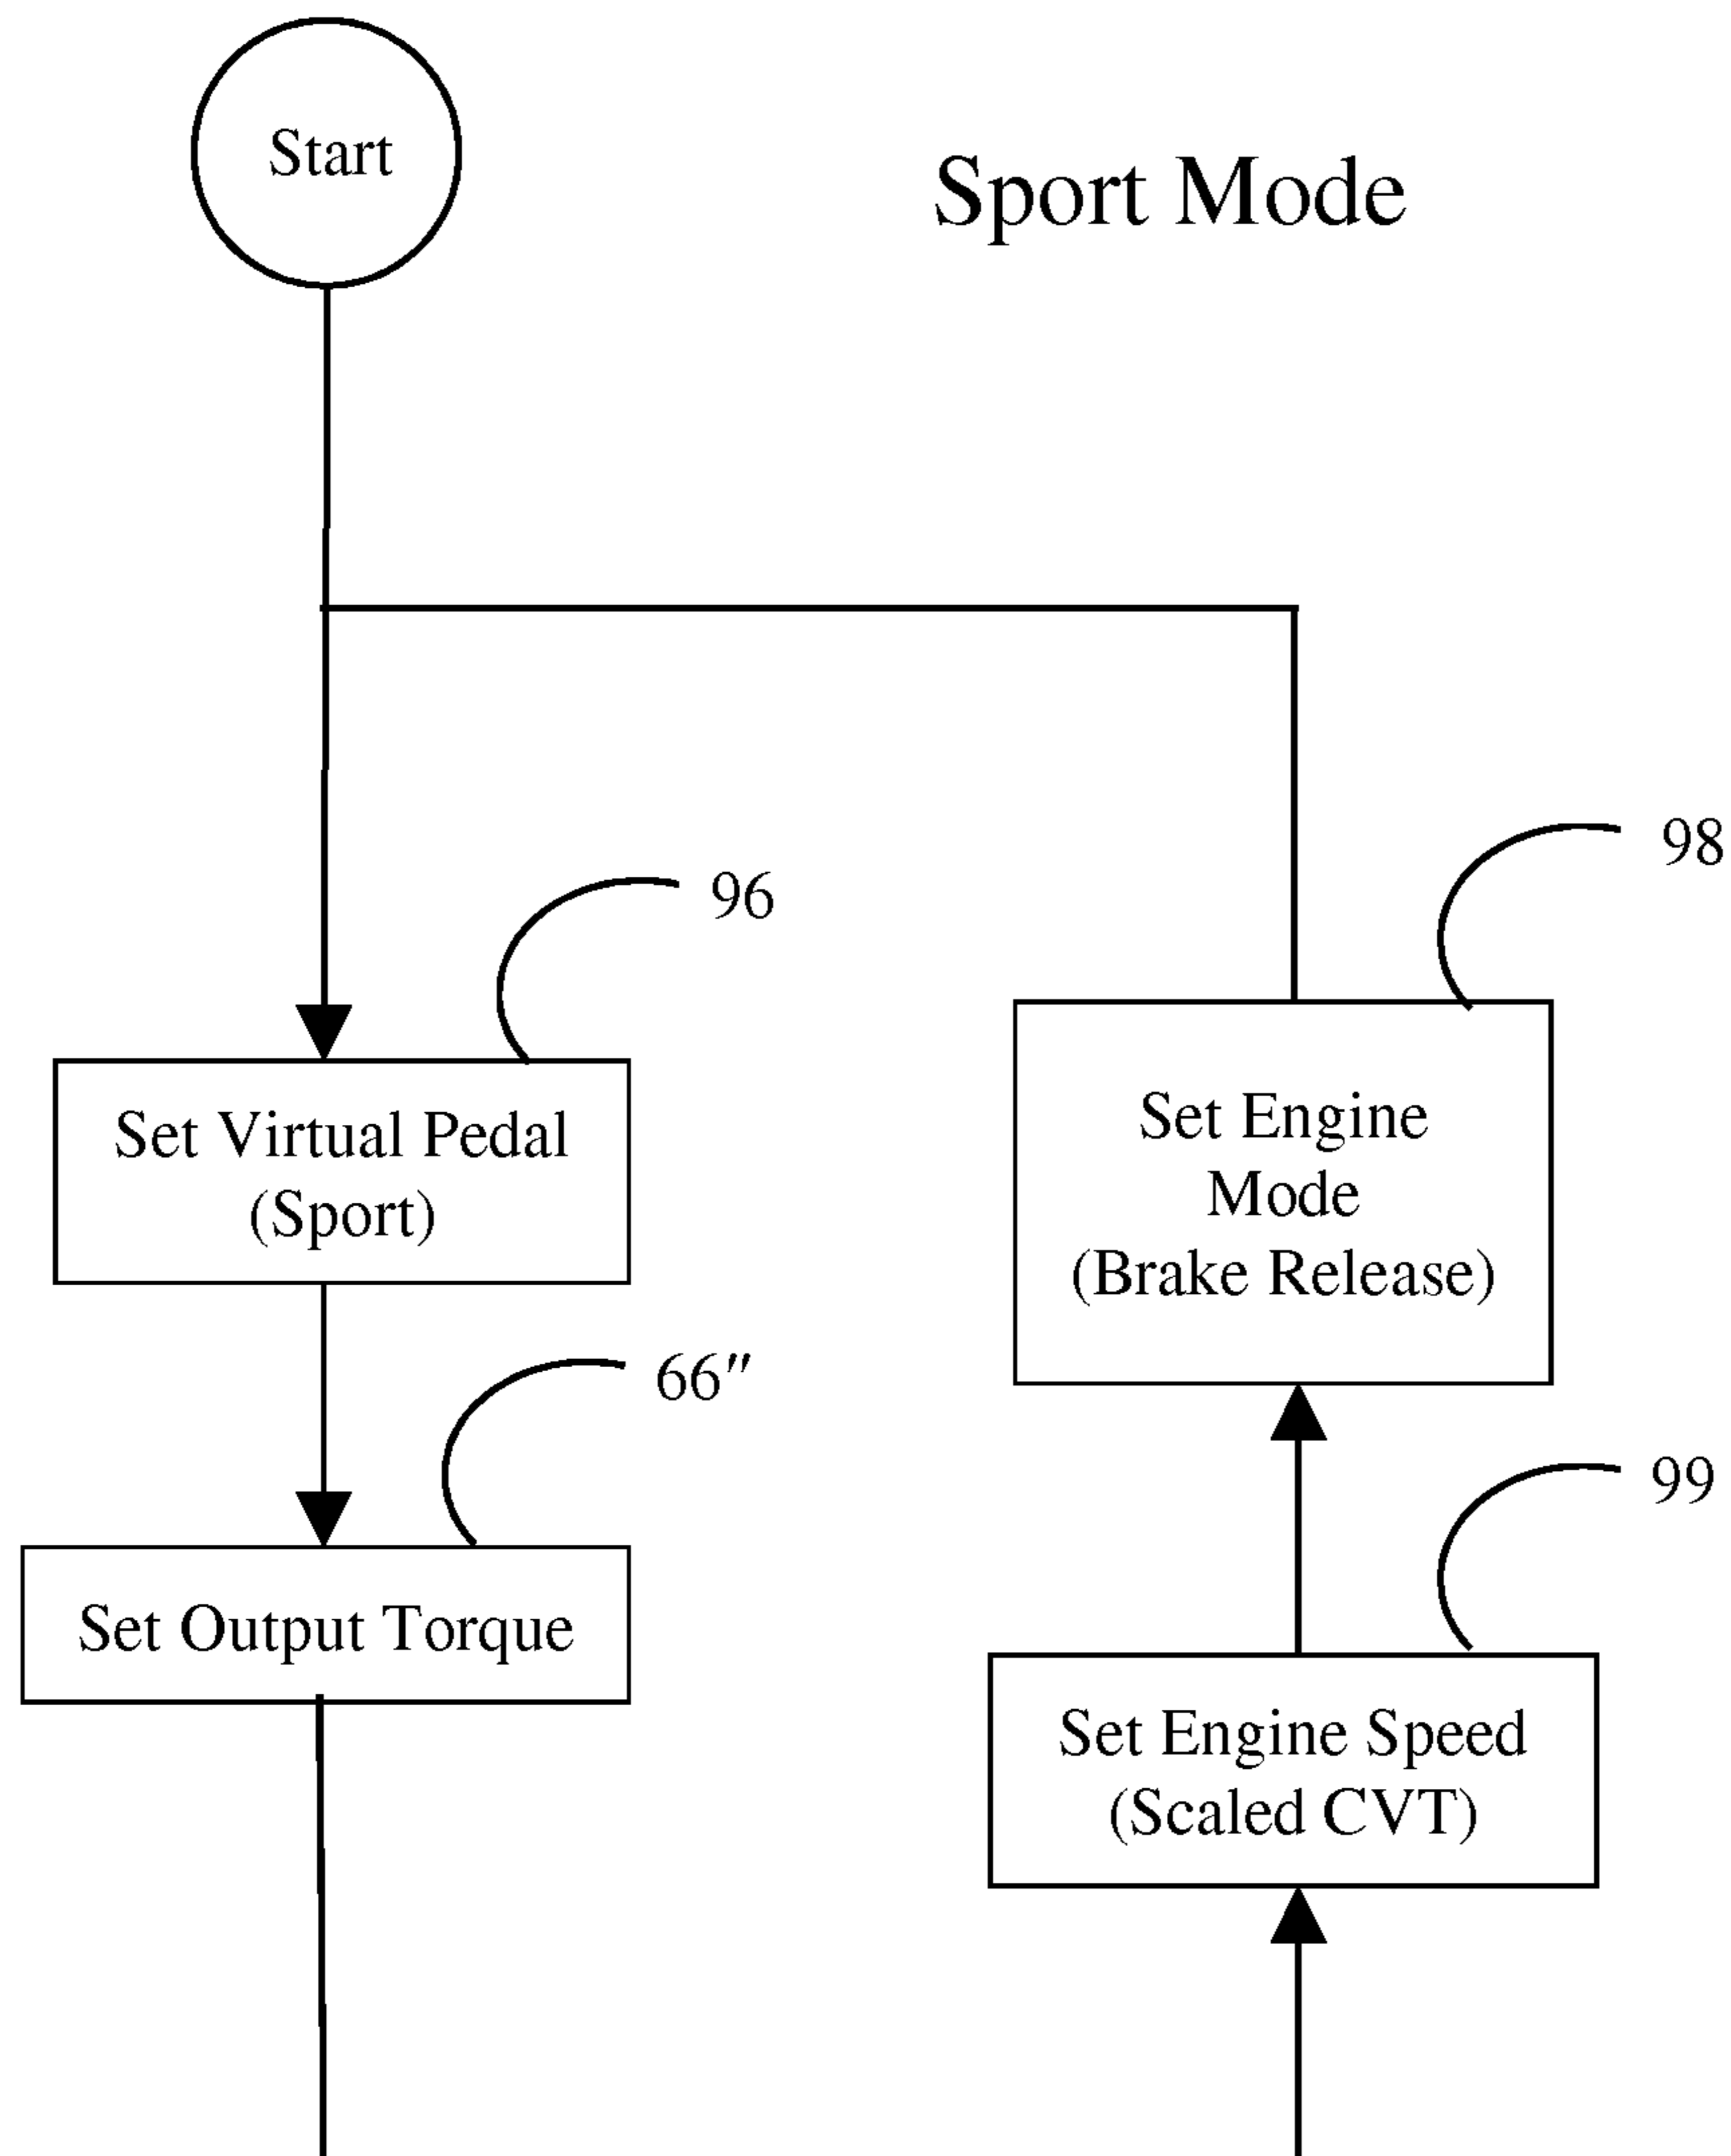 Start
Sport Mode
96
Set Virtual Pedal
(Sport)
66″
Set Output Torque
98
Set Engine
Mode
(Brake Release)
99
Set Engine Speed
(Scaled CVT)